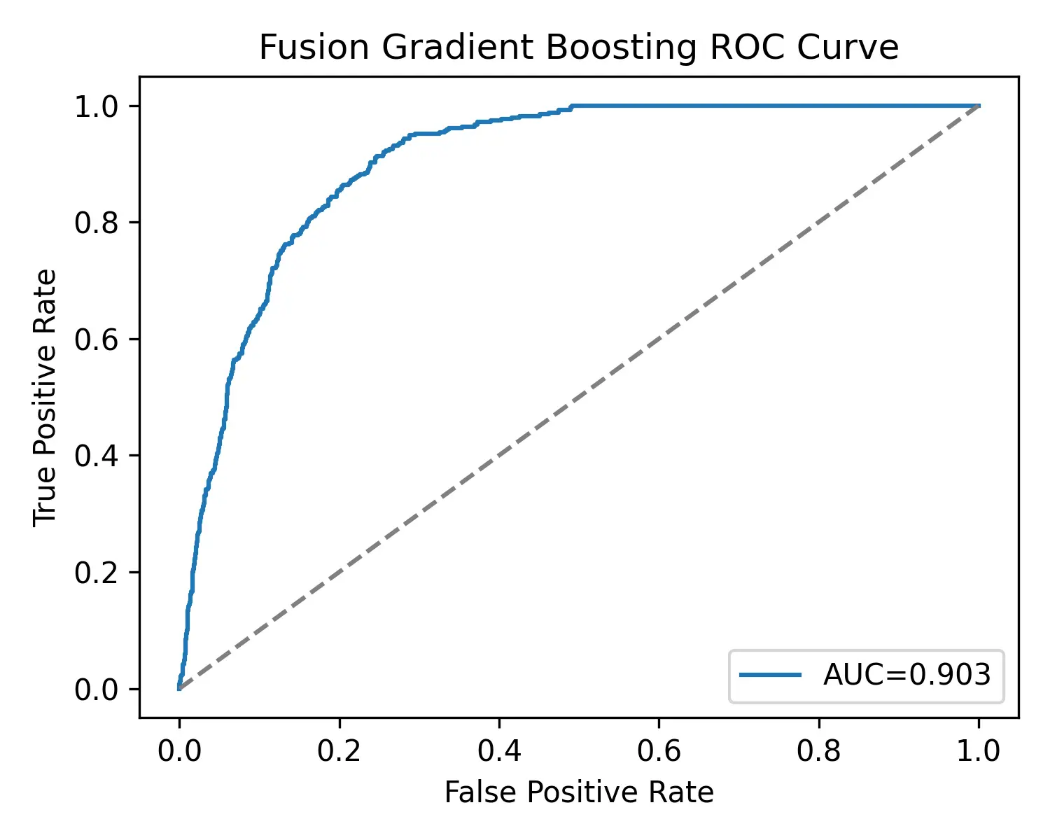 Fusion Gradient Boosting ROC Curve
True Positive Rate
1.0
0.8
0.6
0.4
0.2
0.0
AUC=0.903
0.0 0.2 0.4 0.6 0.8 1.0
False Positive Rate